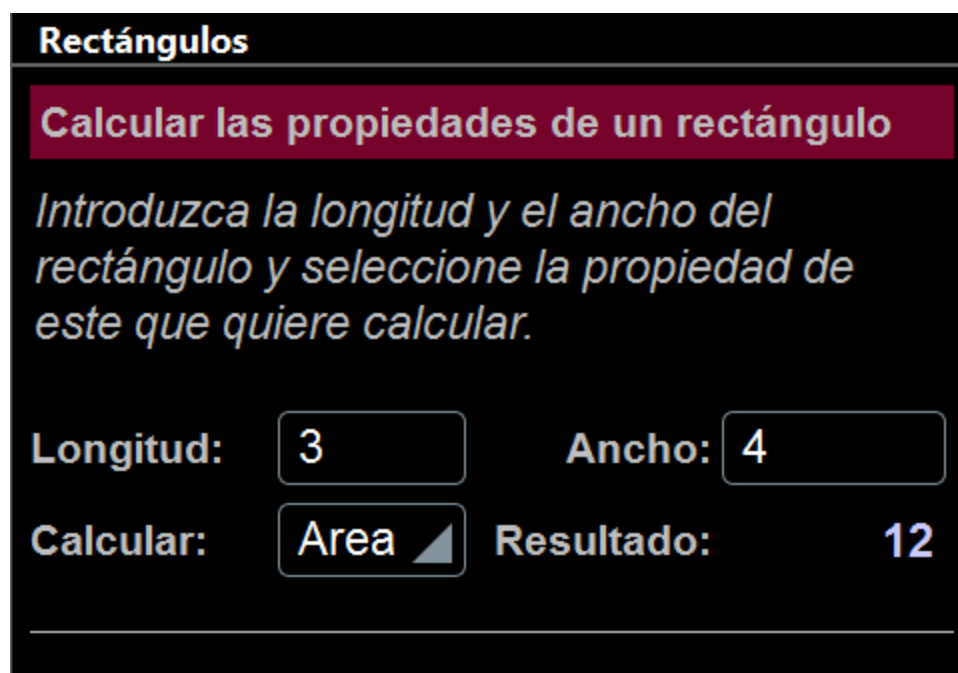 Rectángulos
Calcular las propiedades de un rectángulo
Introduzca la longitud y el ancho del
rectángulo y seleccione la propiedad de
este que quiere calcular.
Longitud: 3 Ancho: 4
Calcular: Area Resultado: 12